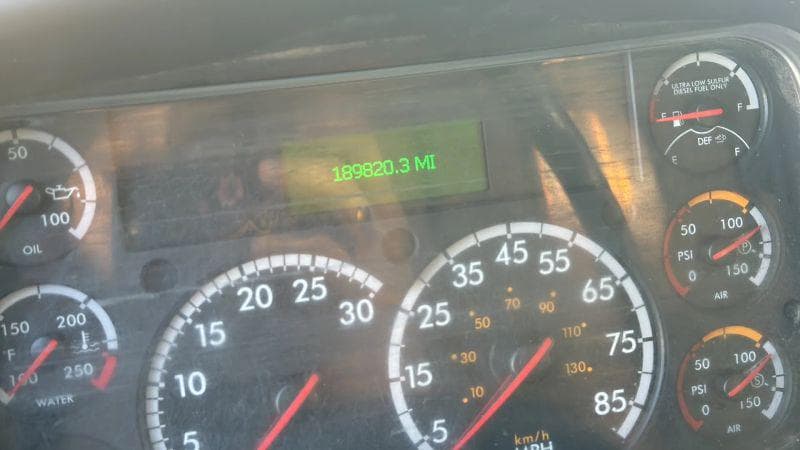 189820.3 MI
50
100
OIL
150
200
°F
100
250
WATER
5
10
15
20
25
30
5
15
25
35
45
55
65
75
85
10
30
50
70
90
110
130
km/h
MPH
ULTRA LOW SULFUR
DIESEL FUEL ONLY
E
F
DEF
E
F
50
100
PSI
P
0
150
AIR
50
100
PSI
S
0
150
AIR